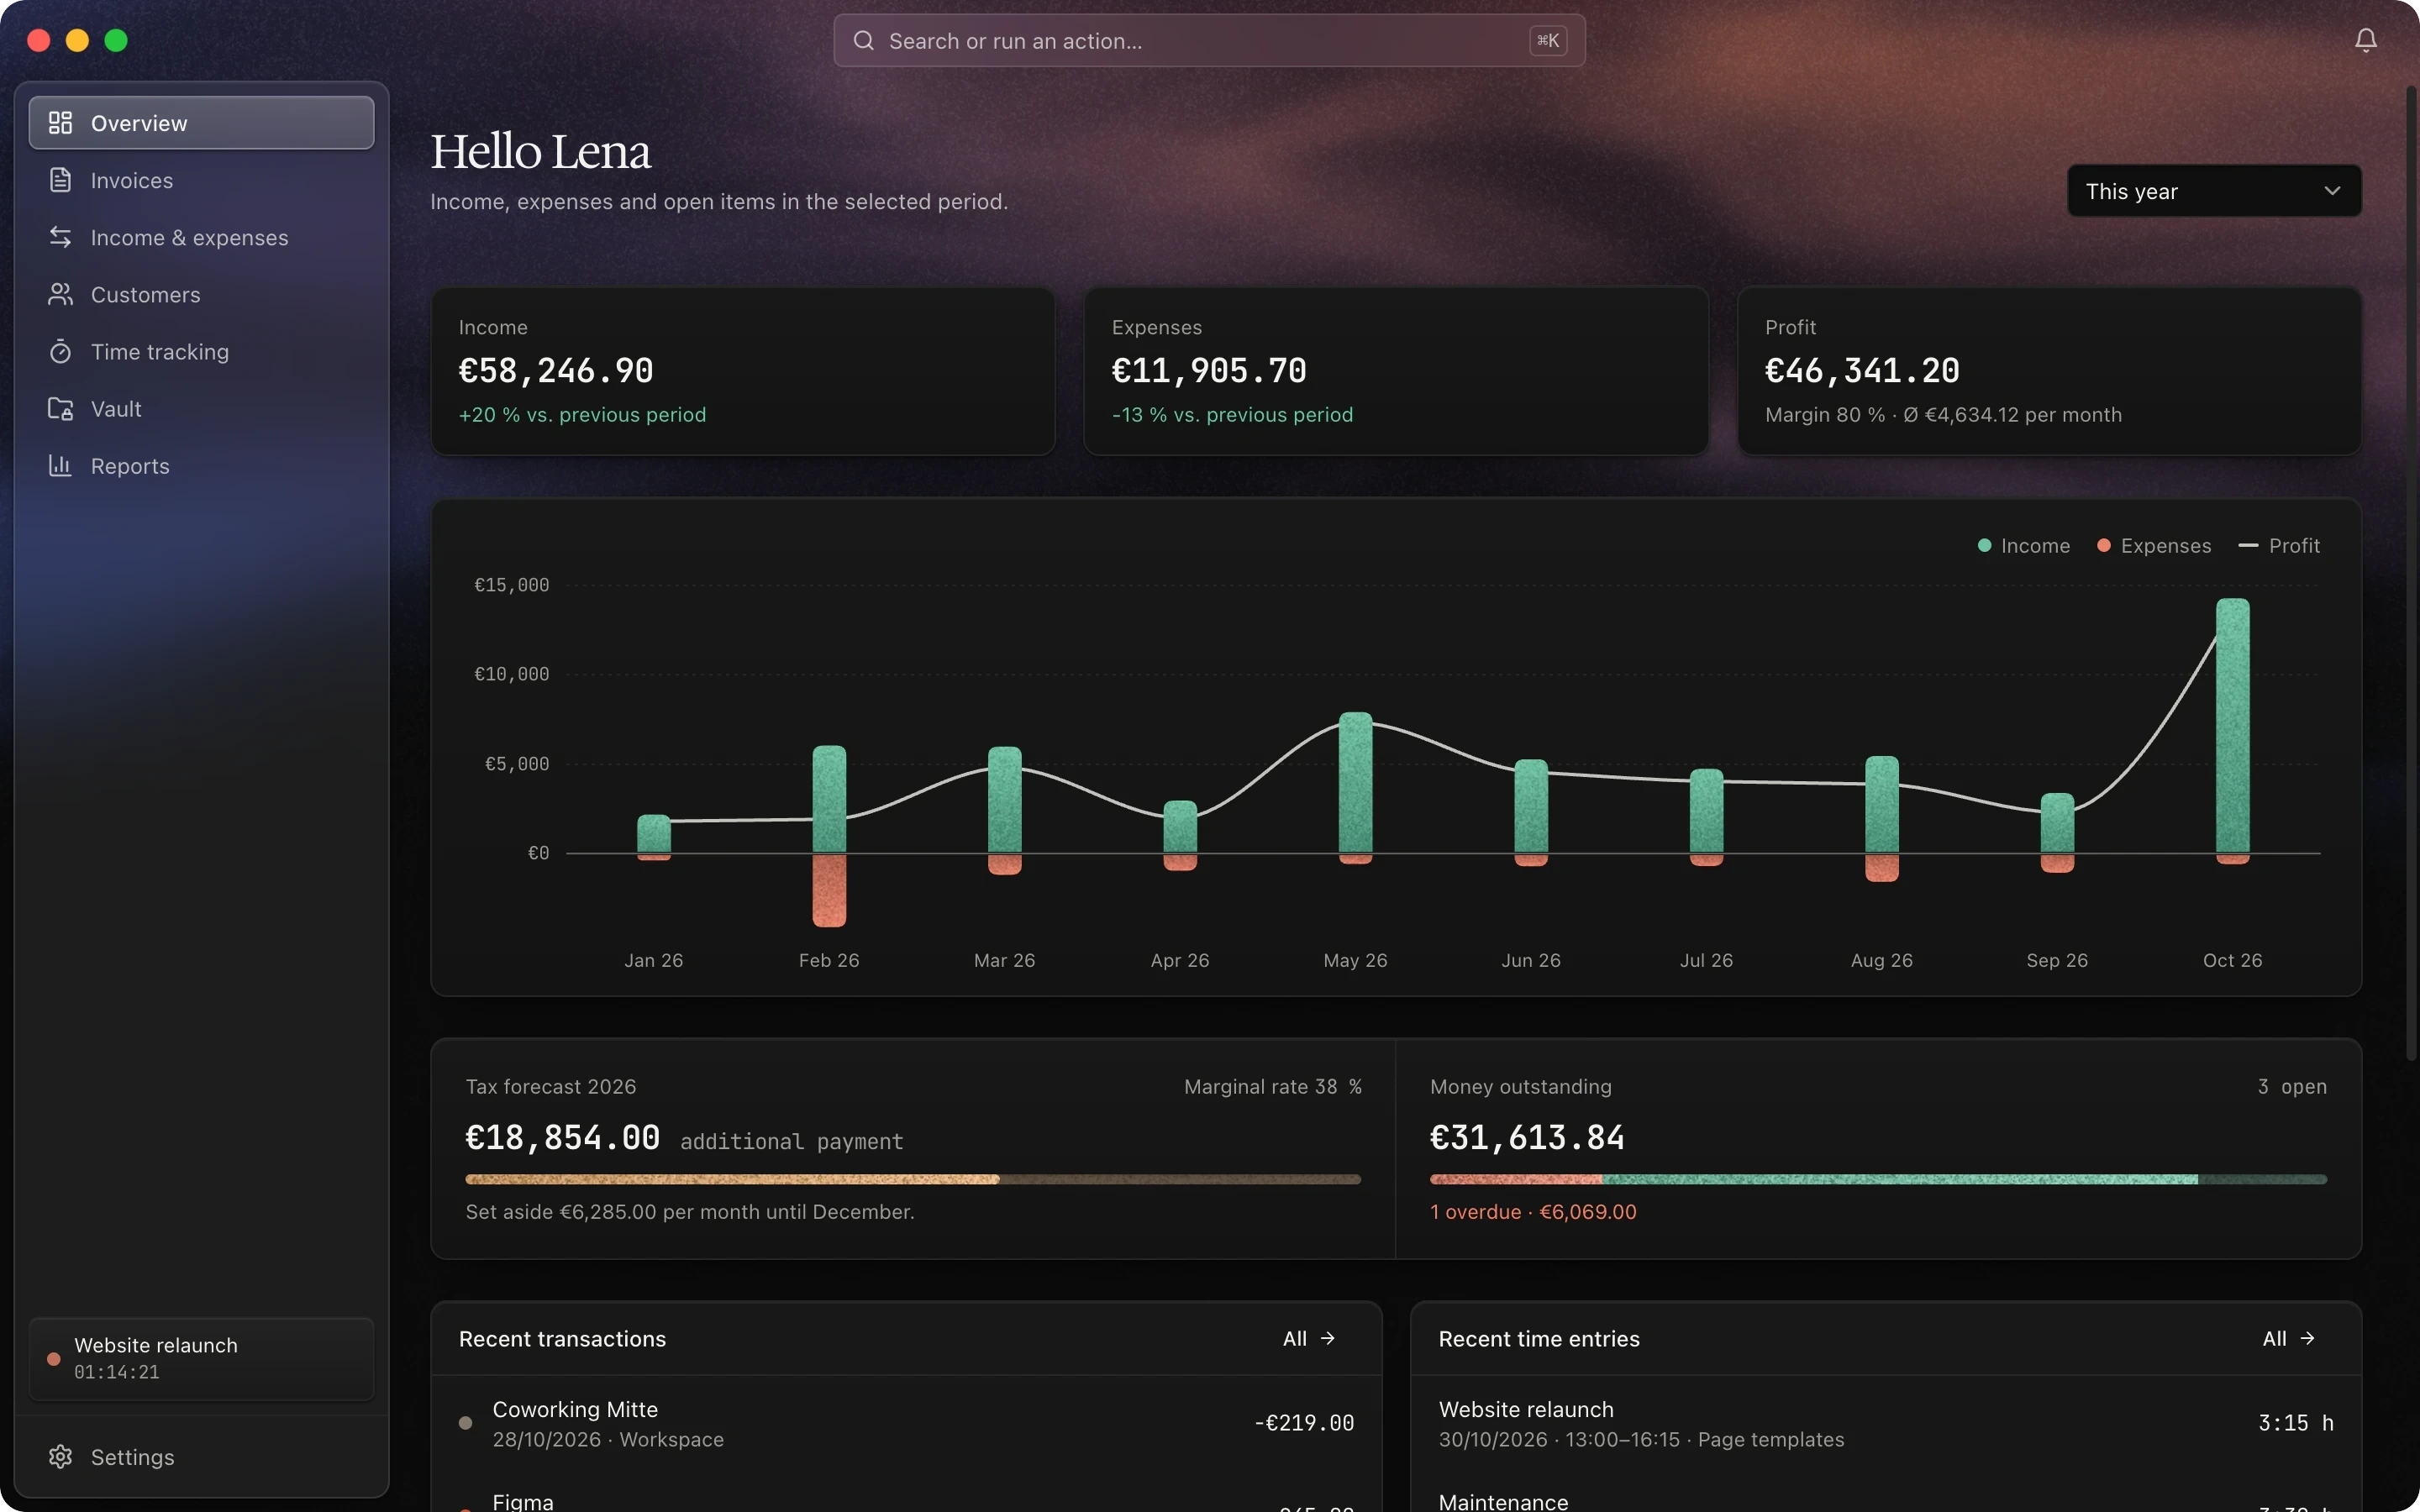 Search or run an action...
⌘K
Overview
Invoices
Income & expenses
Customers
Time tracking
Vault
Reports
Website relaunch
01:14:21
Settings
Hello Lena
Income, expenses and open items in the selected period.
This year
Income
€58,246.90
+20 % vs. previous period
Expenses
€11,905.70
-13 % vs. previous period
Profit
€46,341.20
Margin 80 % · Ø €4,634.12 per month
Income Expenses Profit
€15,000
€10,000
€5,000
€0
Jan 26 Feb 26 Mar 26 Apr 26 May 26 Jun 26 Jul 26 Aug 26 Sep 26 Oct 26
Tax forecast 2026
Marginal rate 38 %
€18,854.00 additional payment
Set aside €6,285.00 per month until December.
Money outstanding
3 open
€31,613.84
1 overdue · €6,069.00
Recent transactions
All →
Coworking Mitte
28/10/2026 · Workspace
-€219.00
Figma
Recent time entries
All →
Website relaunch
30/10/2026 · 13:00–16:15 · Page templates
3:15 h
Maintenance